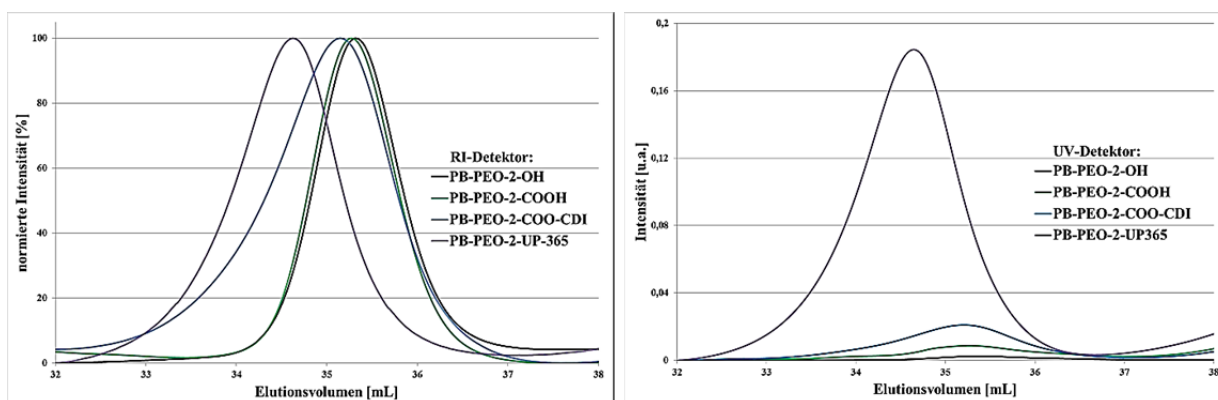 normierte Intensität [%]
100
80
60
40
20
0
32 33 34 35 36 37 38
Elutionsvolumen [mL]
RI-Detektor:
PB-PEO-2-OH
PB-PEO-2-COOH
PB-PEO-2-COO-CDI
PB-PEO-2-UP-365
Intensität [u.a.]
0,2
0,16
0,12
0,08
0,04
0
32 33 34 35 36 37 38
Elutionsvolumen [mL]
UV-Detektor:
PB-PEO-2-OH
PB-PEO-2-COOH
PB-PEO-2-COO-CDI
PB-PEO-2-UP365